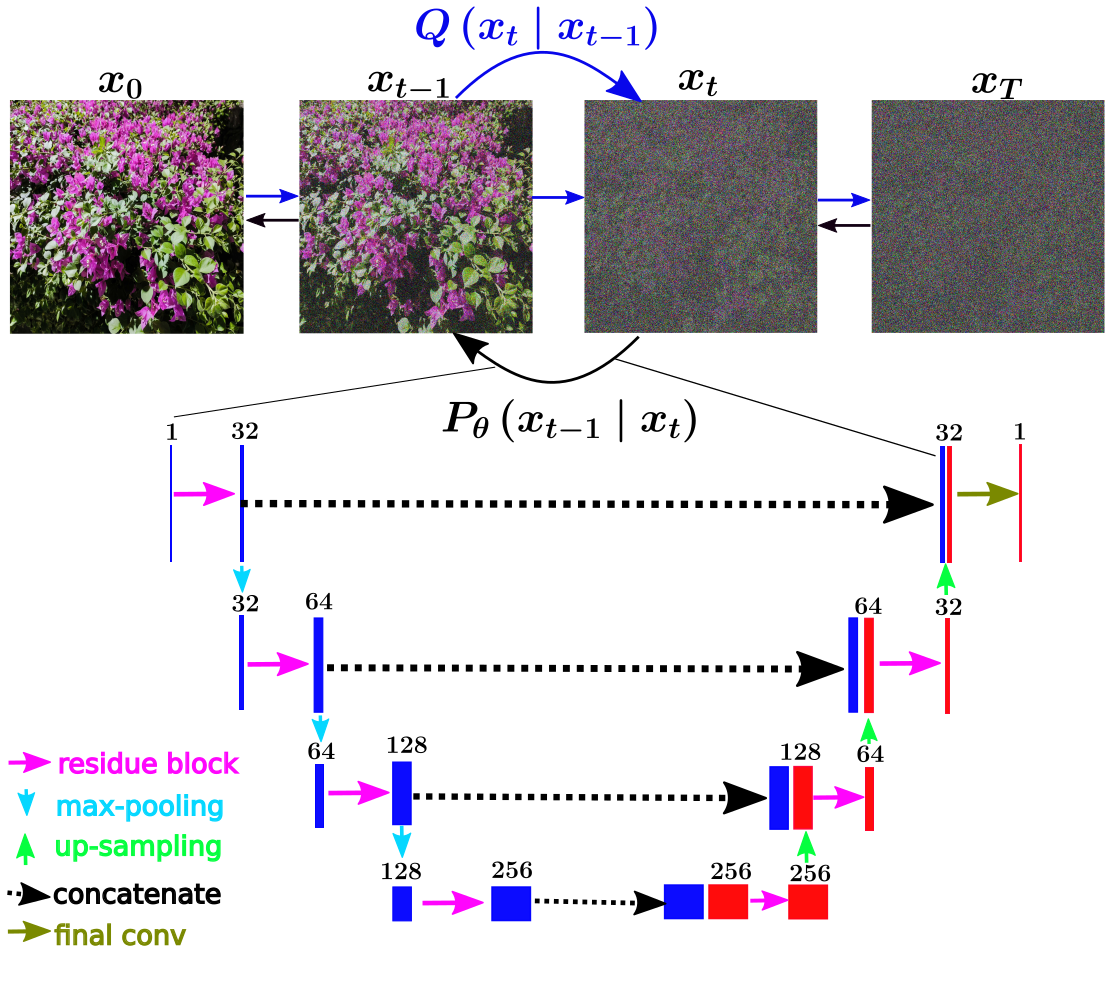 Q (x_t | x_{t−1})
x_0
x_{t−1}
x_t
x_T
P_θ (x_{t−1} | x_t)
1
32
32
1
32
64
64
32
64
128
128
64
128
256
256
256
residue block
max-pooling
up-sampling
concatenate
final conv